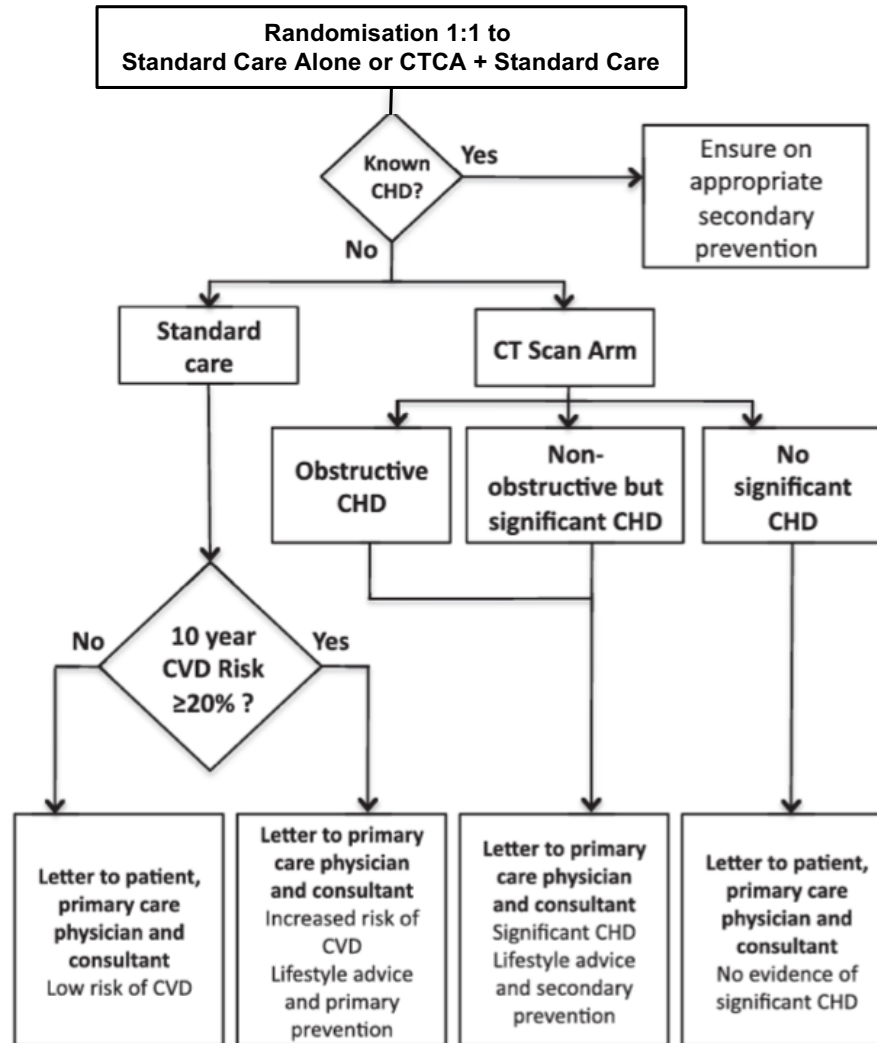 Randomisation 1:1 to
Standard Care Alone or CTCA + Standard Care
Known
CHD?
Yes
Ensure on
appropriate
secondary
prevention
No
Standard
care
CT Scan Arm
Obstructive
CHD
Non-
obstructive but
significant CHD
No
significant
CHD
No
10 year
CVD Risk
≥20% ?
Yes
Letter to patient,
primary care
physician and
consultant
Low risk of CVD
Letter to primary
care physician
and consultant
Increased risk of
CVD
Lifestyle advice
and primary
prevention
Letter to primary
care physician
and consultant
Significant CHD
Lifestyle advice
and secondary
prevention
Letter to patient,
primary care
physician and
consultant
No evidence of
significant CHD